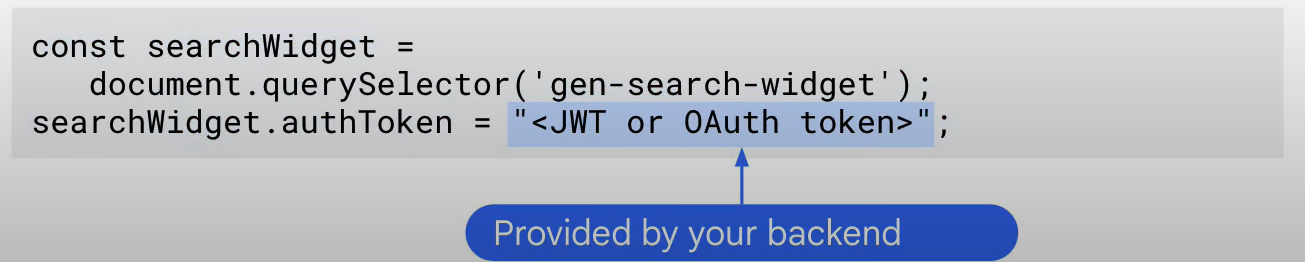 const searchWidget =
document.querySelector('gen-search-widget');
searchWidget.authToken = "<JWT or OAuth token>";
Provided by your backend